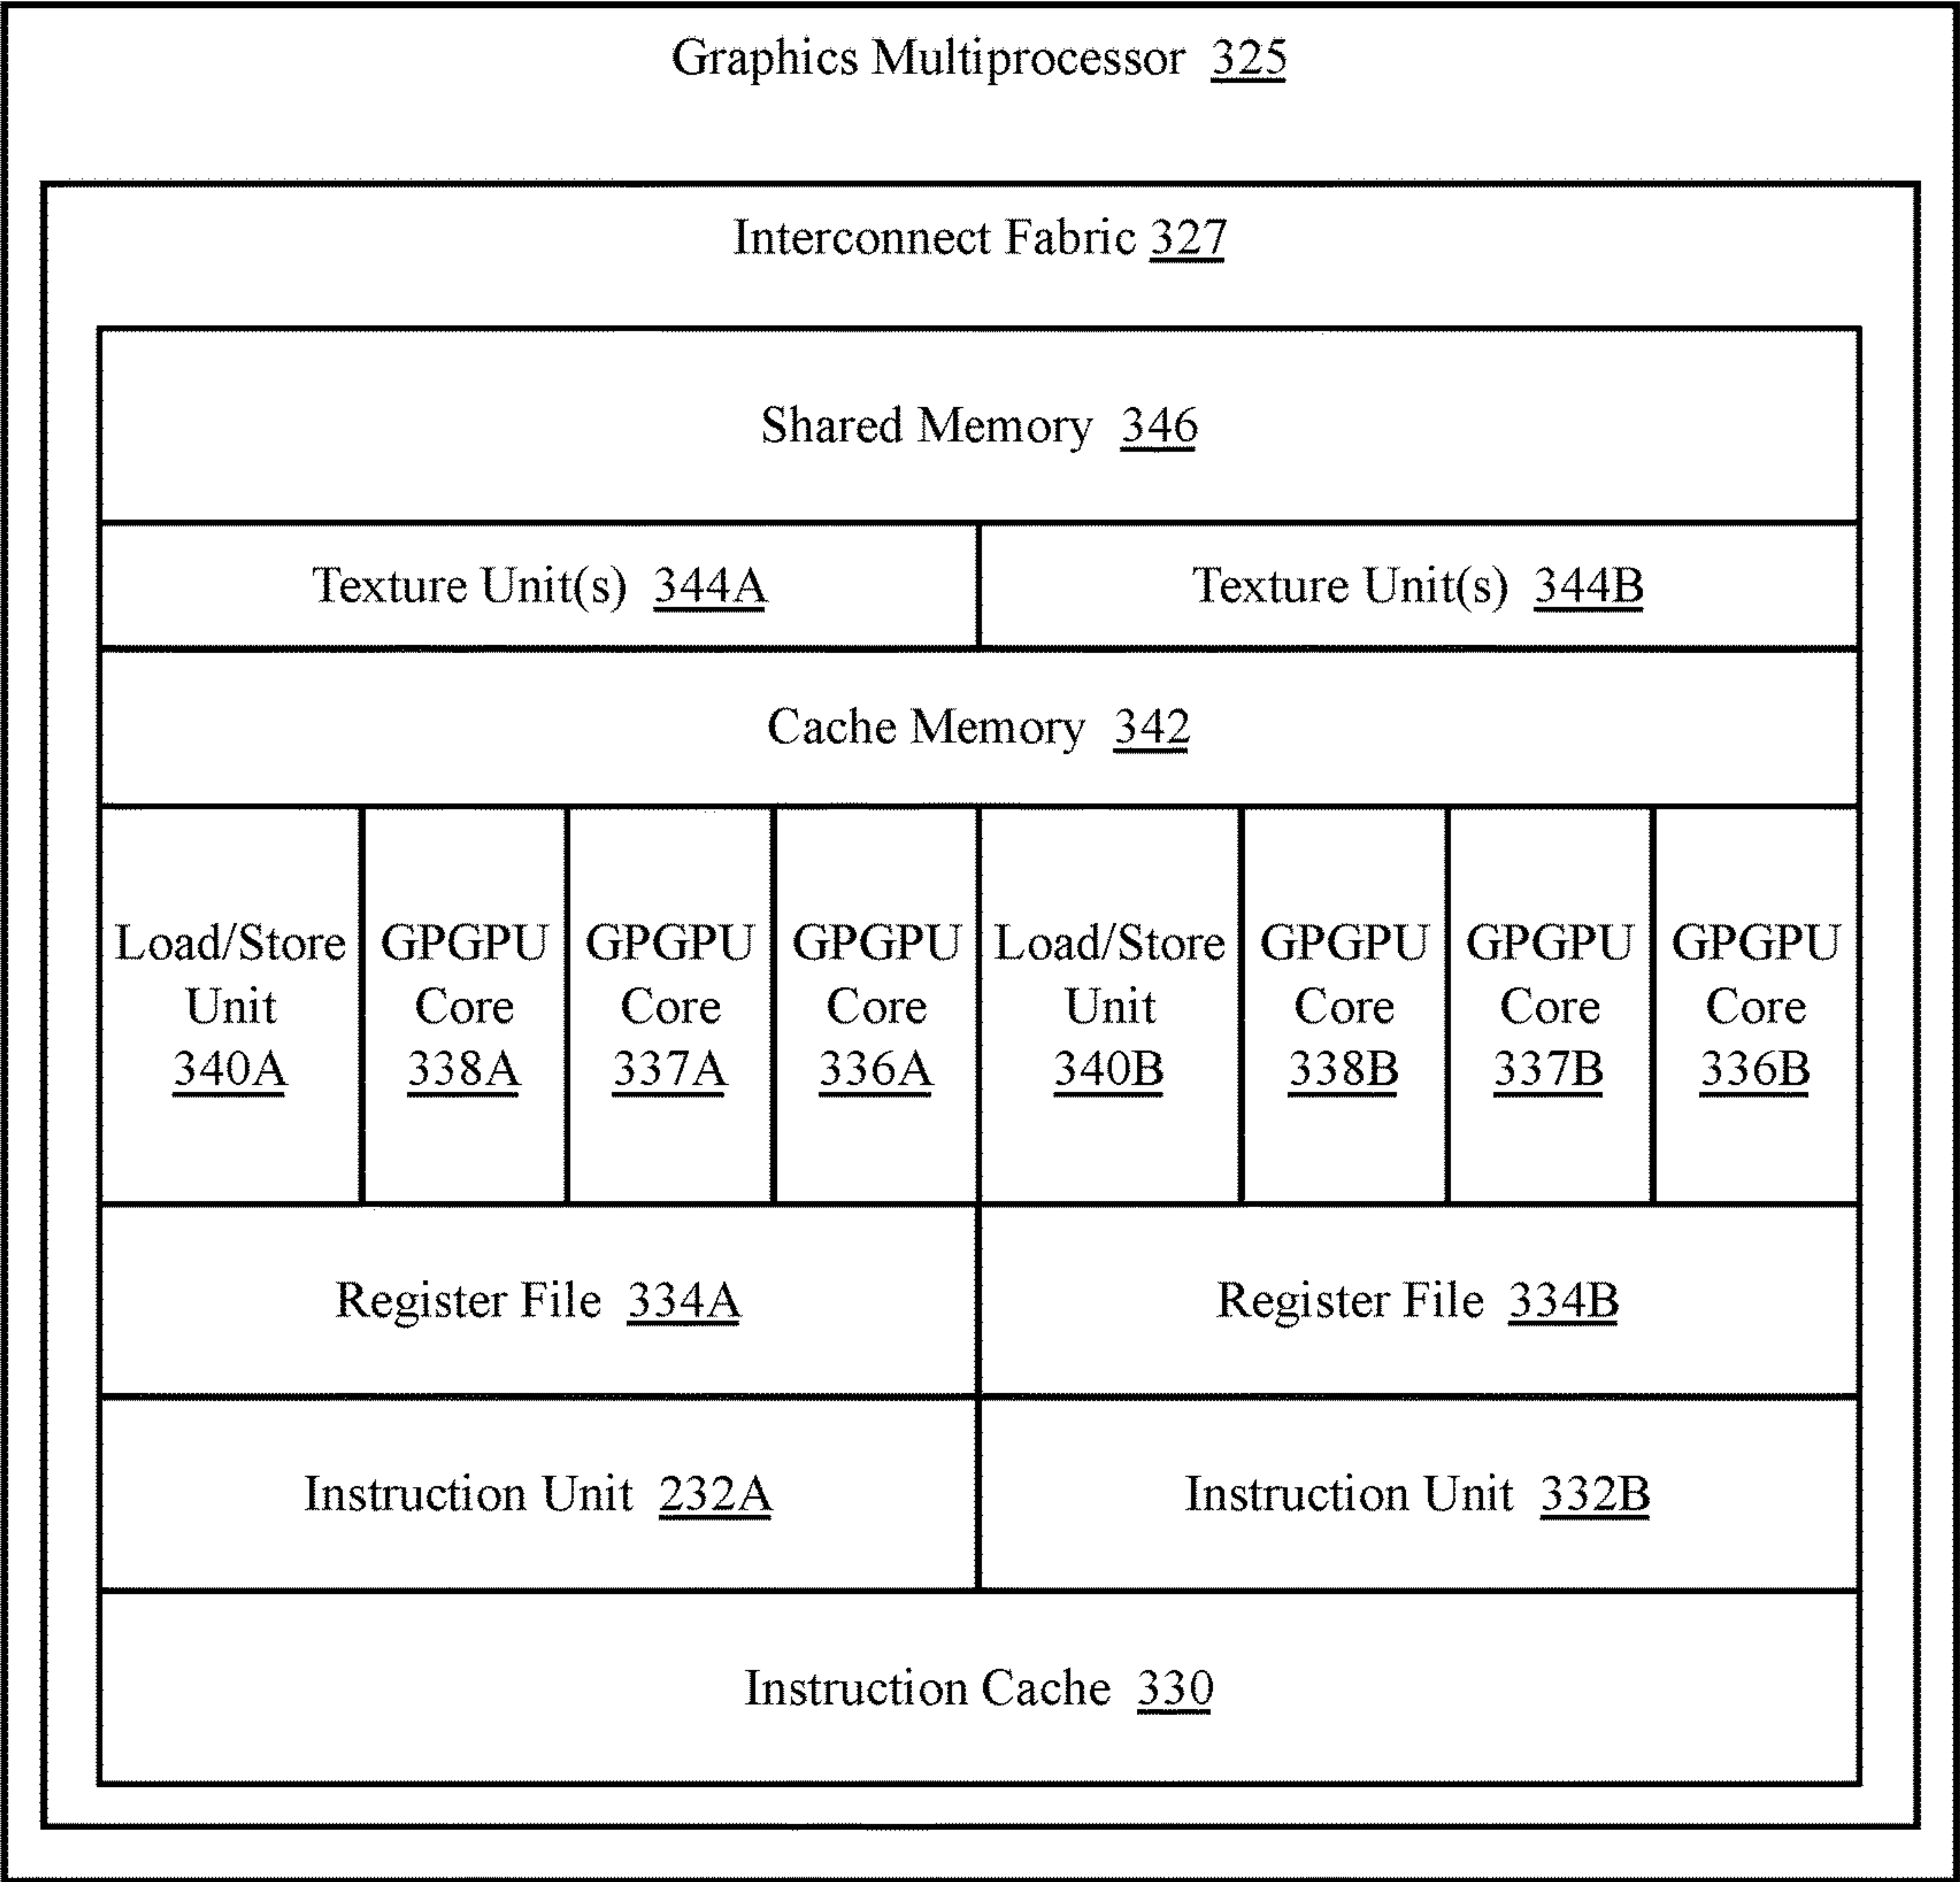 Graphics Multiprocessor 325
Interconnect Fabric 327
Shared Memory 346
Texture Unit(s) 344A
Texture Unit(s) 344B
Cache Memory 342
Load/Store
Unit
340A
GPGPU
Core
338A
GPGPU
Core
337A
GPGPU
Core
336A
Load/Store
Unit
340B
GPGPU
Core
338B
GPGPU
Core
337B
GPGPU
Core
336B
Register File 334A
Register File 334B
Instruction Unit 232A
Instruction Unit 332B
Instruction Cache 330